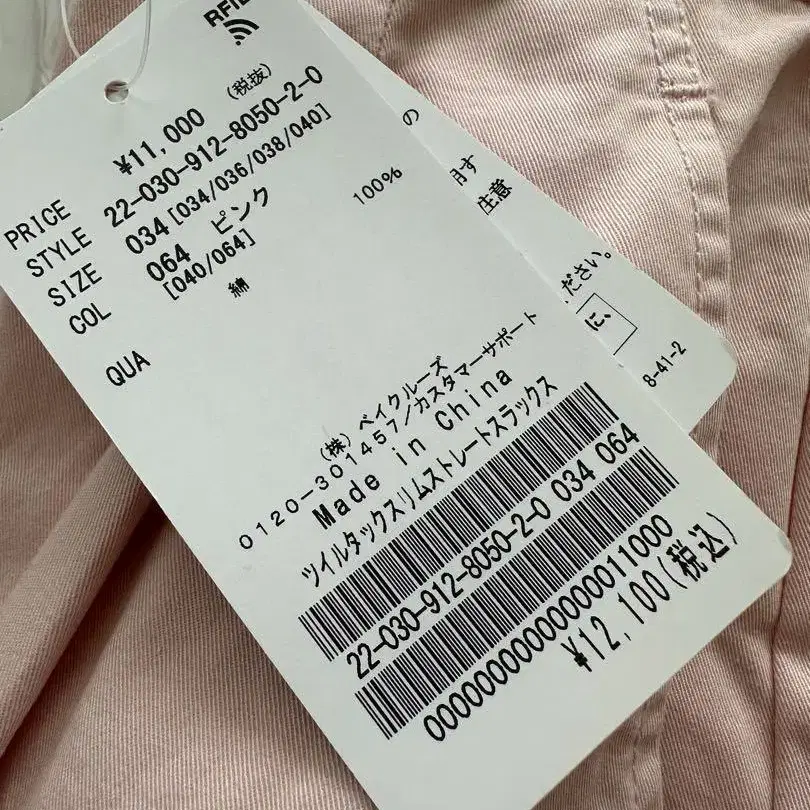 RFID
PRICE ¥11,000 (税抜)
STYLE 22-030-912-8050-2-0
SIZE 034 [034/036/038/040]
COL 064 ピンク
[040/064]
QUA 綿 100%
(株) ベイクルーズ
0120-301457/カスタマーサポート
Made in China
ツイルタックスリムストレートスラックス
22-030-912-8050-2-0 034 064
0000000000000011000
¥12,100(税込)
の
用す
注意
ださい。
に、
8-41-2